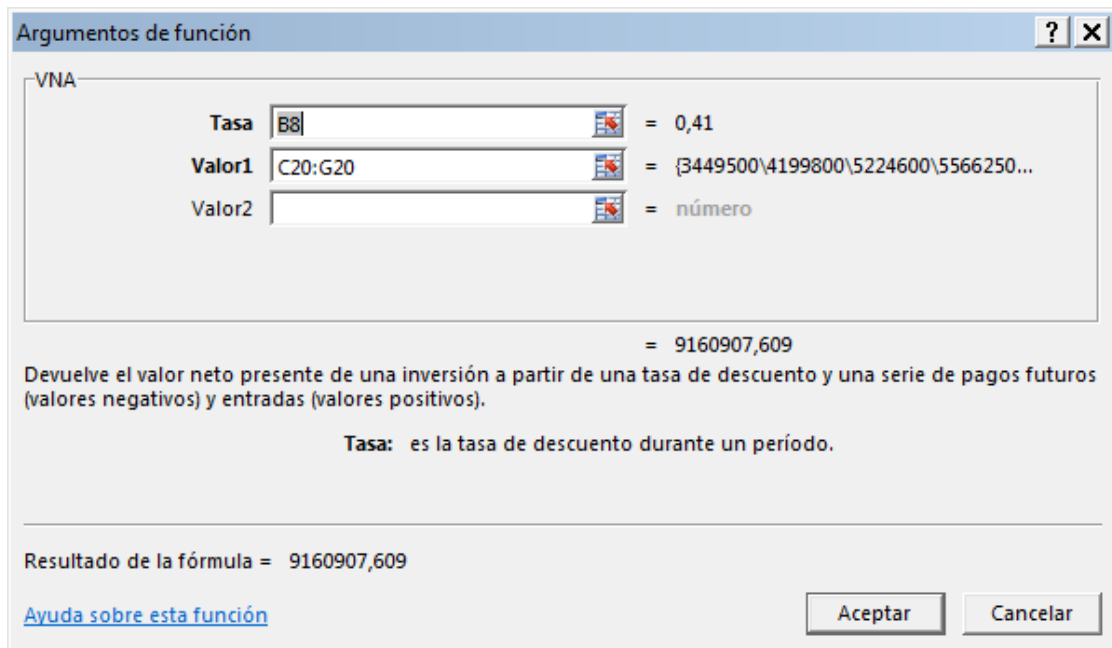 Argumentos de función
VNA
Tasa B8 = 0,41
Valor1 C20:G20 = {3449500\4199800\5224600\5566250...
Valor2 = número
= 9160907,609
Devuelve el valor neto presente de una inversión a partir de una tasa de descuento y una serie de pagos futuros
(valores negativos) y entradas (valores positivos).
Tasa: es la tasa de descuento durante un período.
Resultado de la fórmula = 9160907,609
Ayuda sobre esta función
Aceptar Cancelar